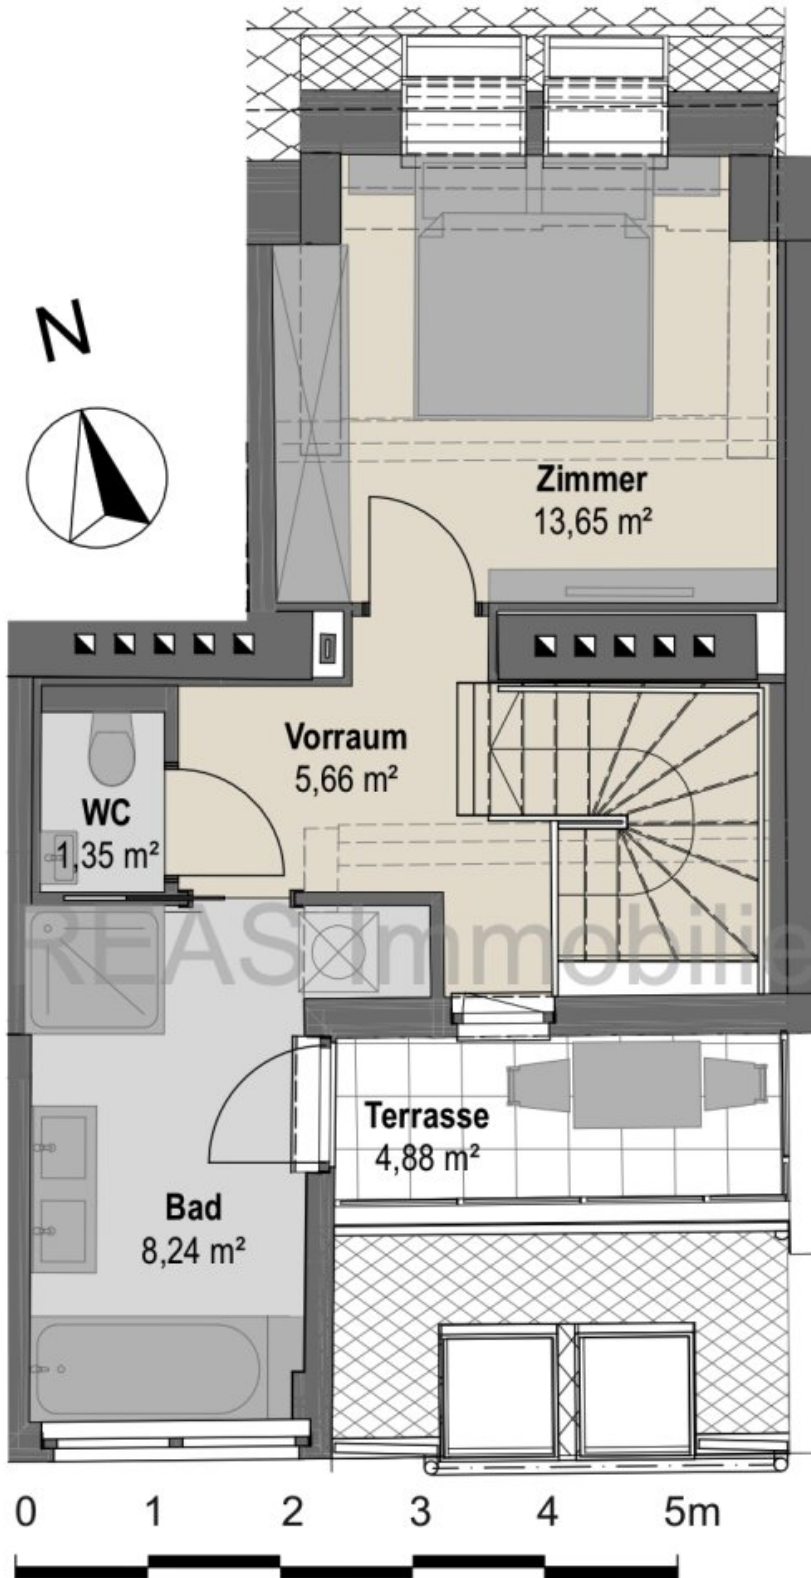 N
Zimmer
13,65 m²
Vorraum
5,66 m²
WC
1,35 m²
REAS Immobilie
Terrasse
4,88 m²
Bad
8,24 m²
0 1 2 3 4 5m